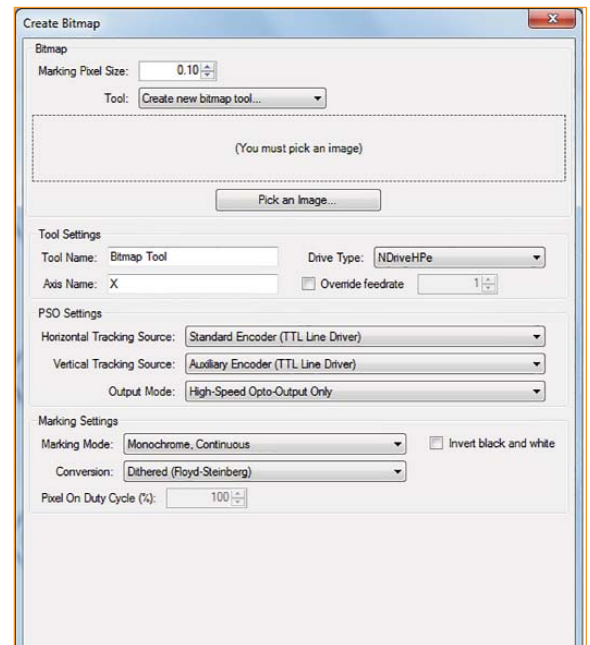 Create Bitmap
Bitmap
Marking Pixel Size: 0.10
Tool: Create new bitmap tool...
(You must pick an image)
Pick an Image...
Tool Settings
Tool Name: Bitmap Tool Drive Type: NDriveHPe
Axis Name: X Override feedrate 1
PSO Settings
Horizontal Tracking Source: Standard Encoder (TTL Line Driver)
Vertical Tracking Source: Auxiliary Encoder (TTL Line Driver)
Output Mode: High-Speed Opto-Output Only
Marking Settings
Marking Mode: Monochrome, Continuous Invert black and white
Conversion: Dithered (Floyd-Steinberg)
Pixel On Duty Cycle (%): 100